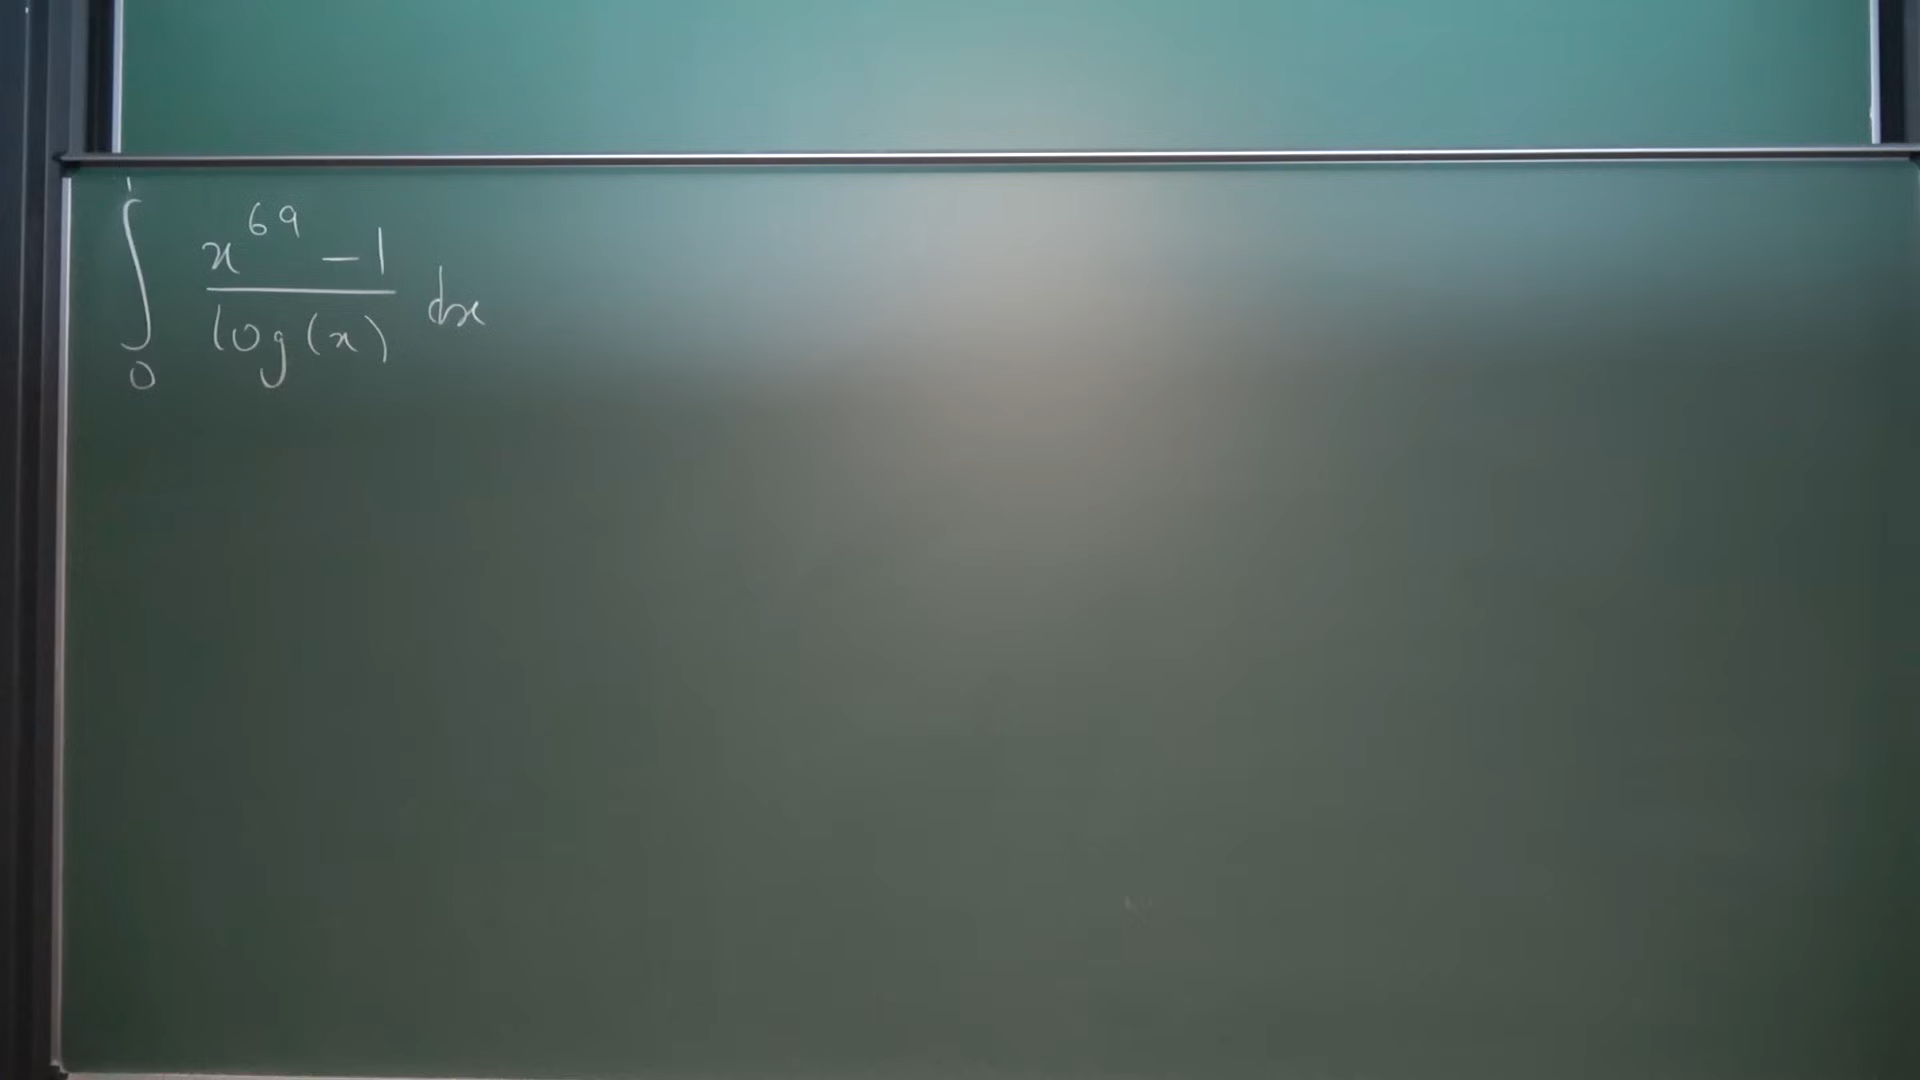 ∫₀¹ (x^69 − 1)/log(x) dx